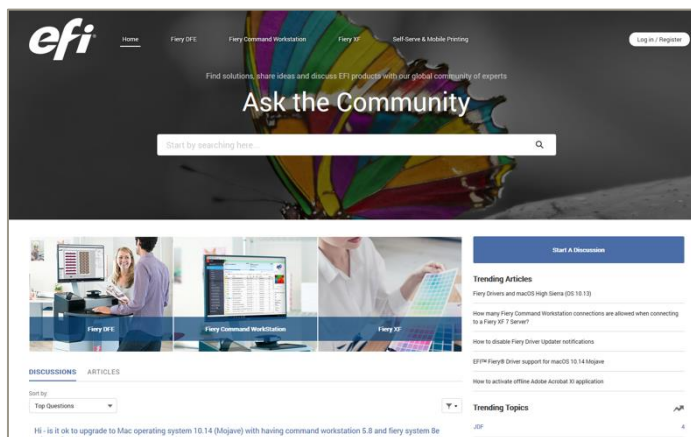 efi
Home Fiery DFE Fiery Command Workstation Fiery XF Self-Serve & Mobile Printing Log in / Register
Find solutions, share ideas and discuss EFI products with our global community of experts
Ask the Community
Start by searching here...
Fiery DFE
Fiery Command WorkStation
Fiery XF
Start A Discussion
Trending Articles
Fiery Drivers and macOS High Sierra (OS 10.13)
How many Fiery Command Workstation connections are allowed when connecting
to a Fiery XF 7 Server?
How to disable Fiery Driver Updater notifications
EFI™ Fiery® Driver support for macOS 10.14 Mojave
How to activate offline Adobe Acrobat XI application
Trending Topics
JDF 4
DISCUSSIONS ARTICLES
Sort by
Top Questions
Hi - is it ok to upgrade to Mac operating system 10.14 (Mojave) with having command workstation 5.8 and fiery system 8e